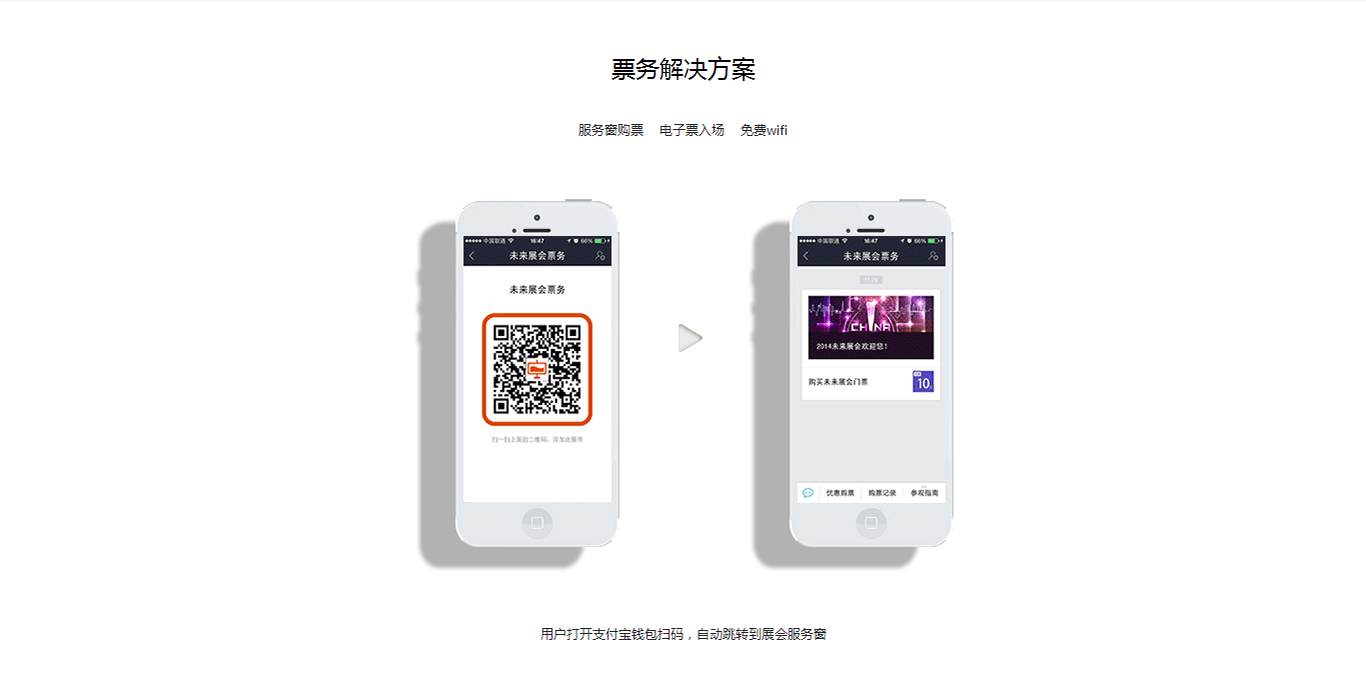 票务解决方案
服务窗购票 电子票入场 免费wifi
中国联通 16:47 66%
未来展会票务
未来展会票务
扫一扫上面的二维码，添加此服务
中国联通 16:47 66%
未来展会票务
CHINA
2014未来展会欢迎您！
购买未来展会门票
10
优惠购票 购票记录 参观指南
用户打开支付宝钱包扫码，自动跳转到展会服务窗